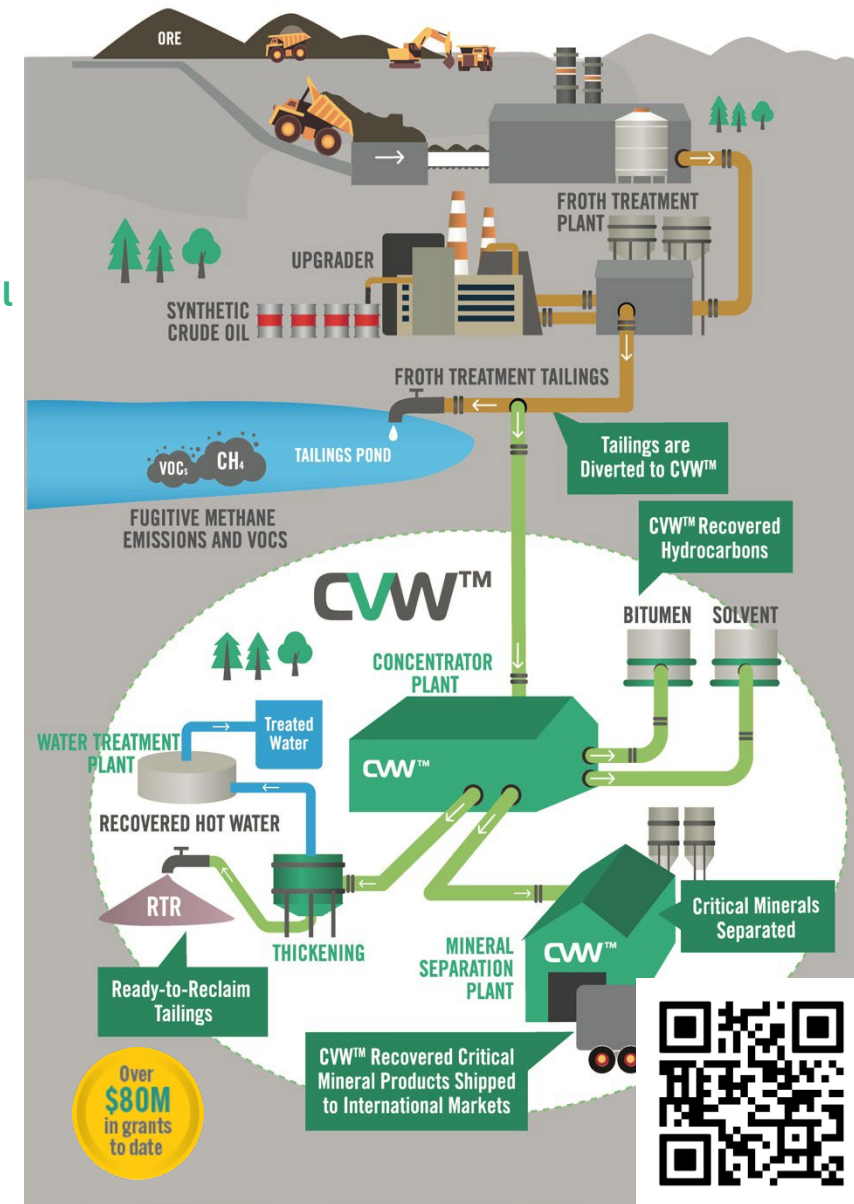 ORE
FROTH TREATMENT
PLANT
UPGRADER
SYNTHETIC
CRUDE OIL
l
FROTH TREATMENT TAILINGS
TAILINGS POND
Tailings are
Diverted to CVW™
VOCs
CH4
FUGITIVE METHANE
EMISSIONS AND VOCS
CVW™ Recovered
Hydrocarbons
CVW™
BITUMEN
SOLVENT
CONCENTRATOR
PLANT
Treated
Water
WATER TREATMENT
PLANT
CVW™
RECOVERED HOT WATER
RTR
THICKENING
Critical Minerals
Separated
MINERAL
SEPARATION
PLANT
CVW™
Ready-to-Reclaim
Tailings
CVW™ Recovered Critical
Mineral Products Shipped
to International Markets
Over
$80M
in grants
to date